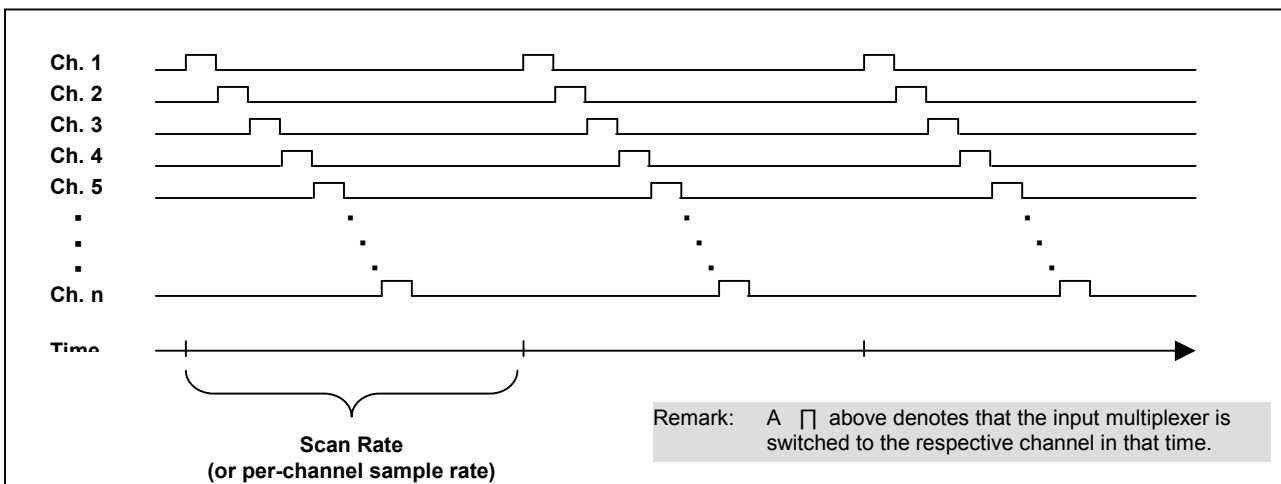 Ch. 1
Ch. 2
Ch. 3
Ch. 4
Ch. 5
Ch. n
Time
Scan Rate
(or per-channel sample rate)
Remark: A ∏ above denotes that the input multiplexer is
switched to the respective channel in that time.